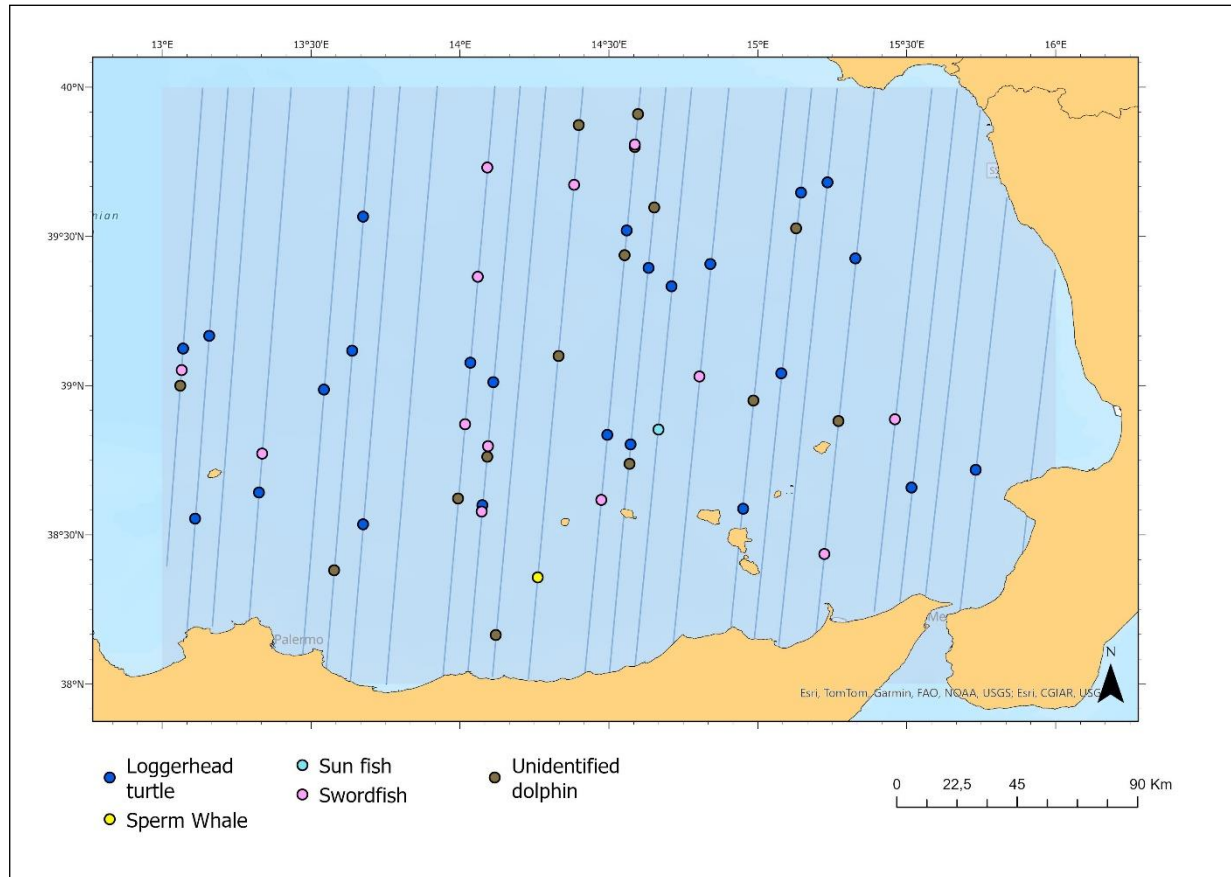 13°E 13°30'E 14°E 14°30'E 15°E 15°30'E 16°E
40°N
39°30'N
39°N
38°30'N
38°N
nian
Palermo
Me
N
Esri, TomTom, Garmin, FAO, NOAA, USGS; Esri, CGIAR, USG
Loggerhead
turtle
Sperm Whale
Sun fish
Swordfish
Unidentified
dolphin
0 22,5 45 90 Km